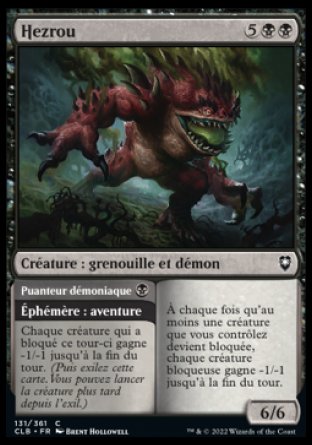 Hezrou 5
Créature : grenouille et démon
Puanteur démoniaque
Éphémère : aventure
Chaque créature qui a
bloqué ce tour-ci gagne
-1/-1 jusqu'à la fin du
tour. (Puis exilez cette
carte. Vous pouvez lancer
la créature plus tard
depuis l'exil.)
À chaque fois qu'au
moins une créature
que vous contrôlez
devient bloquée,
chaque créature
bloqueuse gagne -1/-1
jusqu'à la fin du tour.
6/6
131/361 C
CLB • FR Brent Hollowell
™ & © 2022 Wizards of the Coast